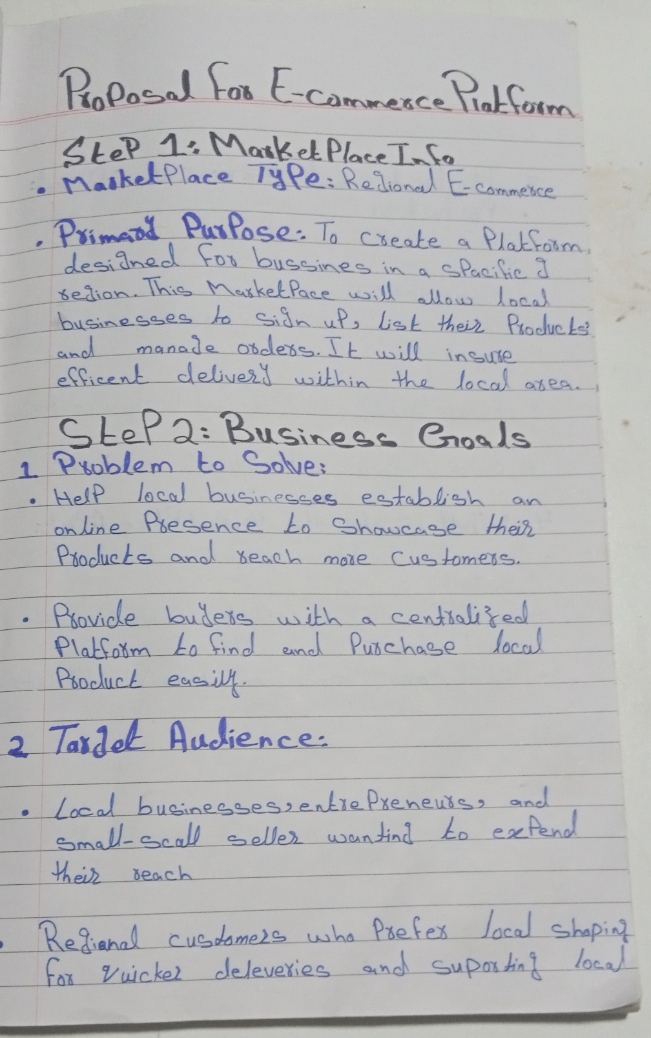 Proposal for E-commerce Platform
Step 1: MarketPlace Info
• MarketPlace Type: Regional E-commerce
• Primary Purpose: To create a Platform
designed for bussines in a spacific
region. This MarketPace will allow local
businesses to sign up, list their Products
and manage orders. It will insure
efficent delivery within the local area.
Step 2: Business Goals
1 Problem to Solve:
• Help local businesses establish an
online Presence to showcase their
Products and reach more customers.
• Provide buyers with a centralized
Platform to find and Purchase local
Product easily.
2 Target Audience:
• Local businesses, entrepreneurs, and
small-scall seller wanting to expend
their reach
• Regional customers who Prefer local shoping
for quicker deleveries and suporting local